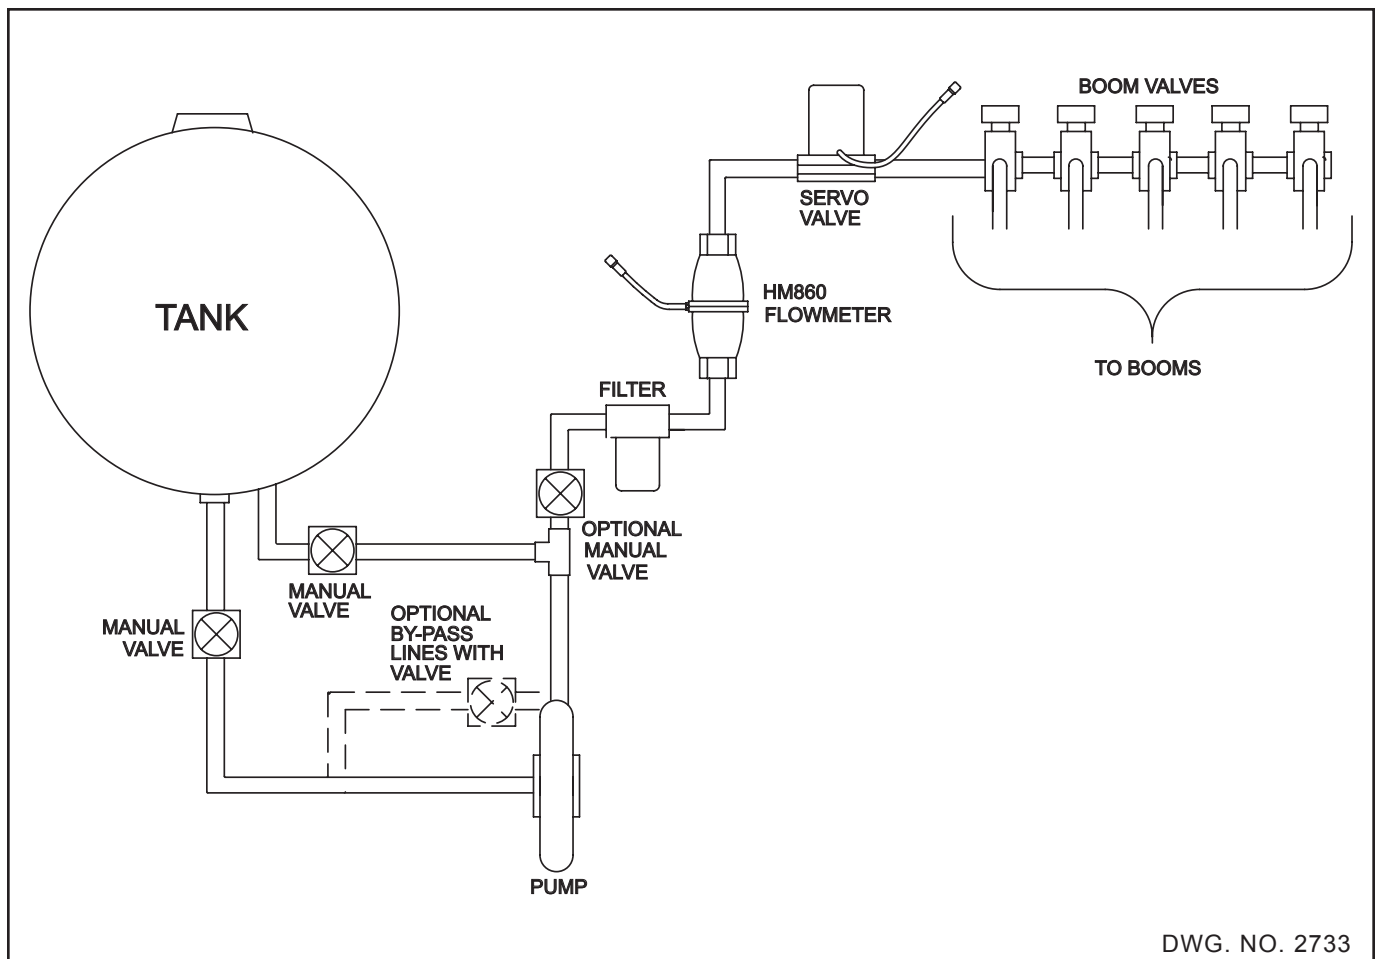 BOOM VALVES
TANK
SERVO
VALVE
HM860
FLOWMETER
TO BOOMS
FILTER
OPTIONAL
MANUAL
VALVE
MANUAL
VALVE
OPTIONAL
BY-PASS
LINES WITH
VALVE
MANUAL
VALVE
PUMP
DWG. NO. 2733